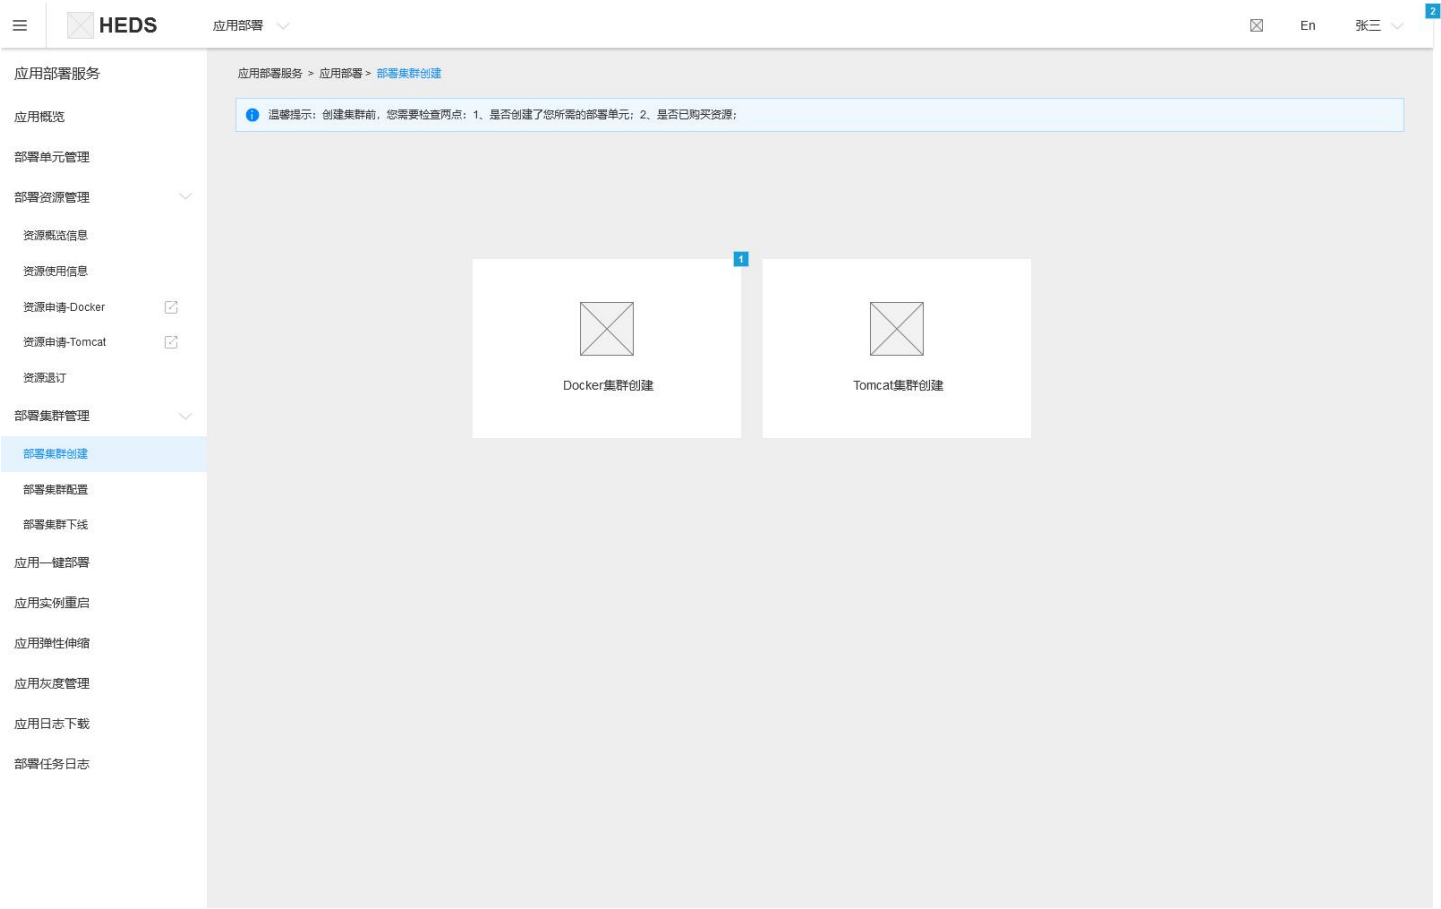 HEDS
应用部署
En
张三
2
应用部署服务
应用概览
部署单元管理
部署资源管理
资源概览信息
资源使用信息
资源申请-Docker
资源申请-Tomcat
资源退订
部署集群管理
部署集群创建
部署集群配置
部署集群下线
应用一键部署
应用实例重启
应用弹性伸缩
应用灰度管理
应用日志下载
部署任务日志
应用部署服务 > 应用部署 > 部署集群创建
温馨提示：创建集群前，您需要检查两点：1、是否创建了您所需的部署单元；2、是否已购买资源；
1
Docker集群创建
Tomcat集群创建